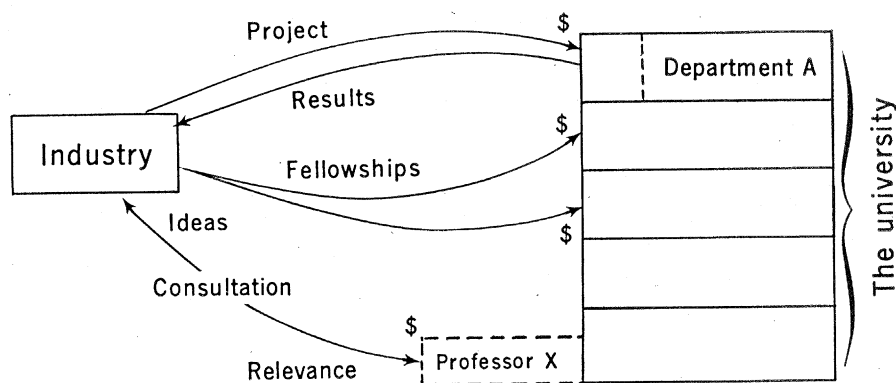 Project
$
Department A
Results
$
Industry
Fellowships
The university
Ideas
$
Consultation
$
Professor X
Relevance